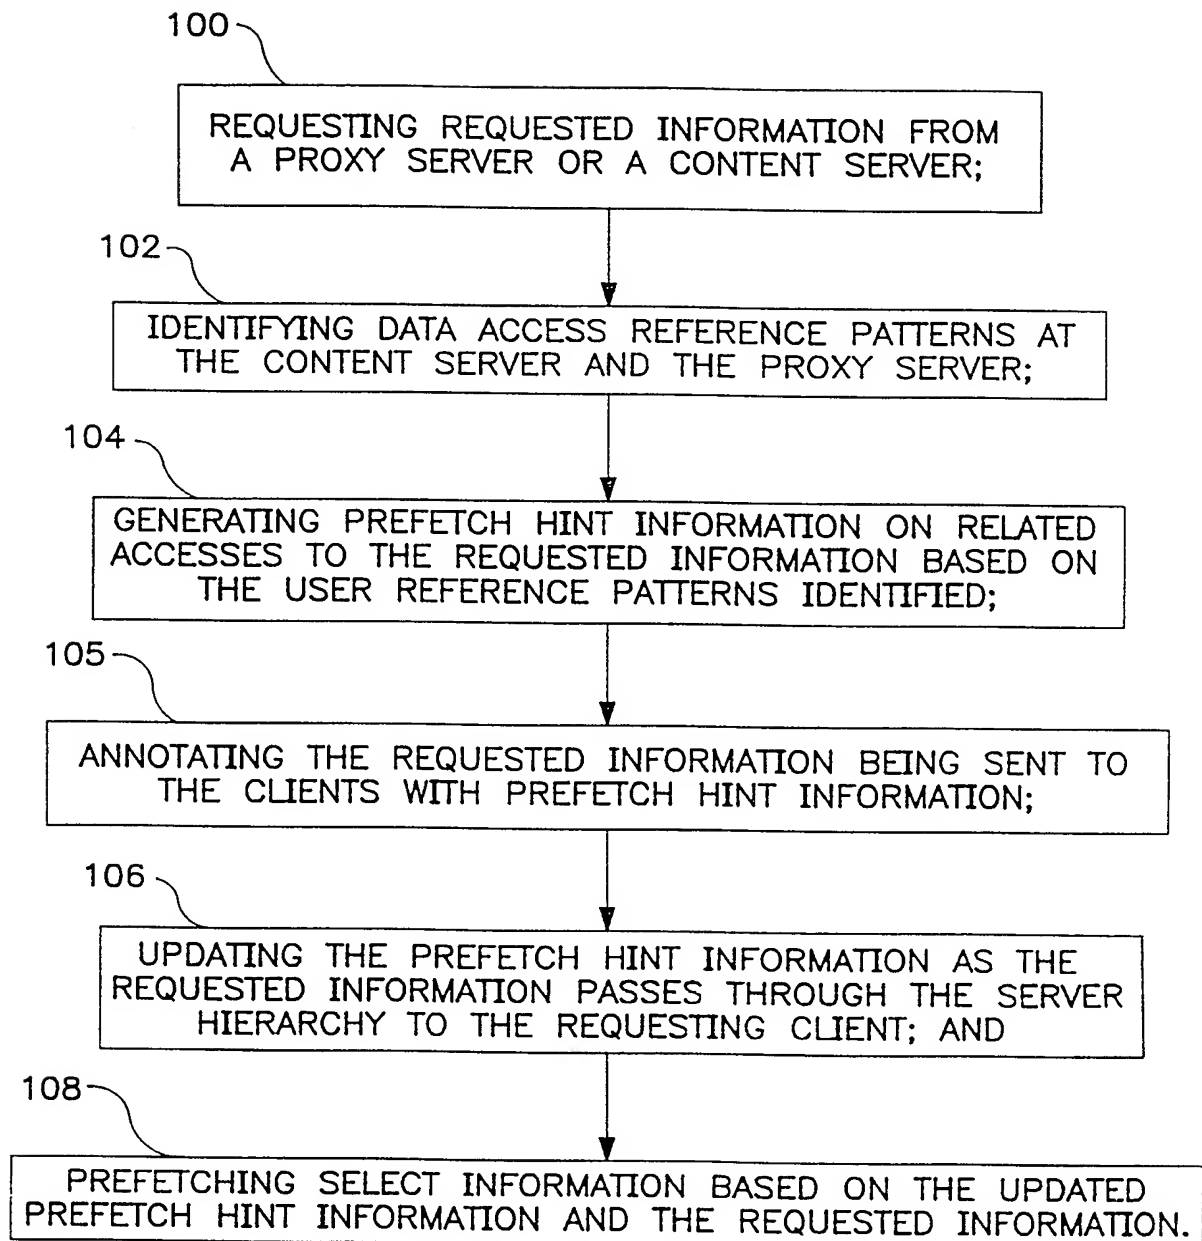 100
REQUESTING REQUESTED INFORMATION FROM
A PROXY SERVER OR A CONTENT SERVER;
102
IDENTIFYING DATA ACCESS REFERENCE PATTERNS AT
THE CONTENT SERVER AND THE PROXY SERVER;
104
GENERATING PREFETCH HINT INFORMATION ON RELATED
ACCESSES TO THE REQUESTED INFORMATION BASED ON
THE USER REFERENCE PATTERNS IDENTIFIED;
105
ANNOTATING THE REQUESTED INFORMATION BEING SENT TO
THE CLIENTS WITH PREFETCH HINT INFORMATION;
106
UPDATING THE PREFETCH HINT INFORMATION AS THE
REQUESTED INFORMATION PASSES THROUGH THE SERVER
HIERARCHY TO THE REQUESTING CLIENT; AND
108
PREFETCHING SELECT INFORMATION BASED ON THE UPDATED
PREFETCH HINT INFORMATION AND THE REQUESTED INFORMATION.